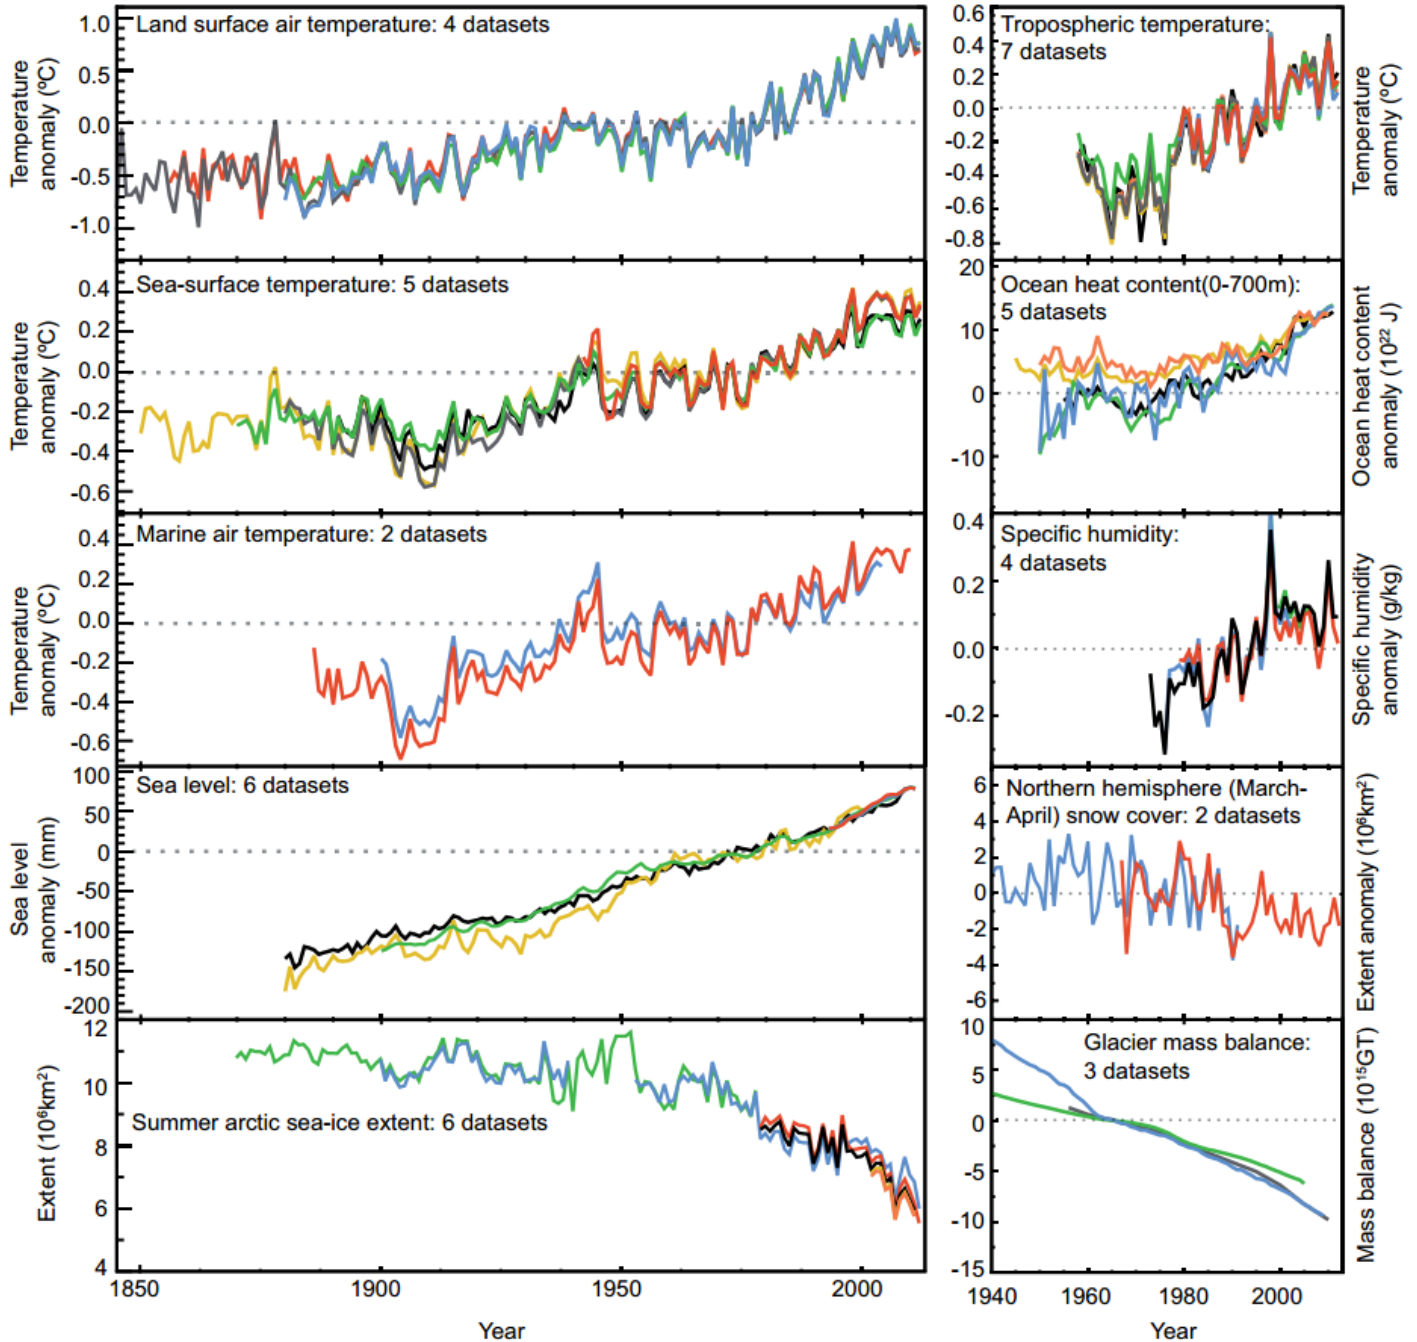 Land surface air temperature: 4 datasets
1.0
0.5
0.0
-0.5
-1.0
Temperature
anomaly (ºC)
Sea-surface temperature: 5 datasets
0.4
0.2
0.0
-0.2
-0.4
-0.6
Temperature
anomaly (ºC)
Marine air temperature: 2 datasets
0.4
0.2
0.0
-0.2
-0.4
-0.6
Temperature
anomaly (ºC)
Sea level: 6 datasets
100
50
0
-50
-100
-150
-200
Sea level
anomaly (mm)
Summer arctic sea-ice extent: 6 datasets
12
10
8
6
4
Extent (10⁶km²)
1850
1900
1950
2000
Year
Tropospheric temperature:
7 datasets
0.6
0.4
0.2
0.0
-0.2
-0.4
-0.6
-0.8
Temperature
anomaly (ºC)
Ocean heat content(0-700m):
5 datasets
20
10
0
-10
Ocean heat content
anomaly (10²² J)
Specific humidity:
4 datasets
0.4
0.2
0.0
-0.2
Specific humidity
anomaly (g/kg)
Northern hemisphere (March-
April) snow cover: 2 datasets
6
4
2
0
-2
-4
-6
Extent anomaly (10⁶km²)
Glacier mass balance:
3 datasets
10
5
0
-5
-10
-15
Mass balance (10¹⁵GT)
1940
1960
1980
2000
Year